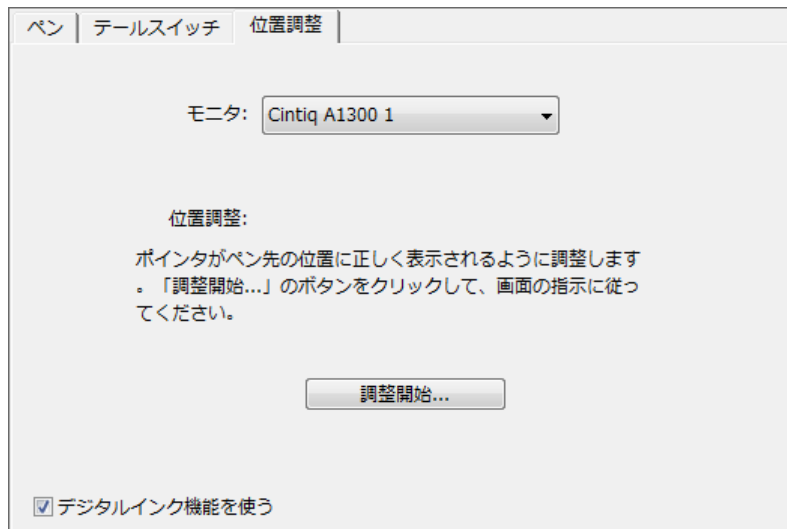 ペン テールスイッチ 位置調整
モニタ: Cintiq A1300 1
位置調整:
ポインタがペン先の位置に正しく表示されるように調整します
。「調整開始...」のボタンをクリックして、画面の指示に従っ
てください。
調整開始...
デジタルインク機能を使う